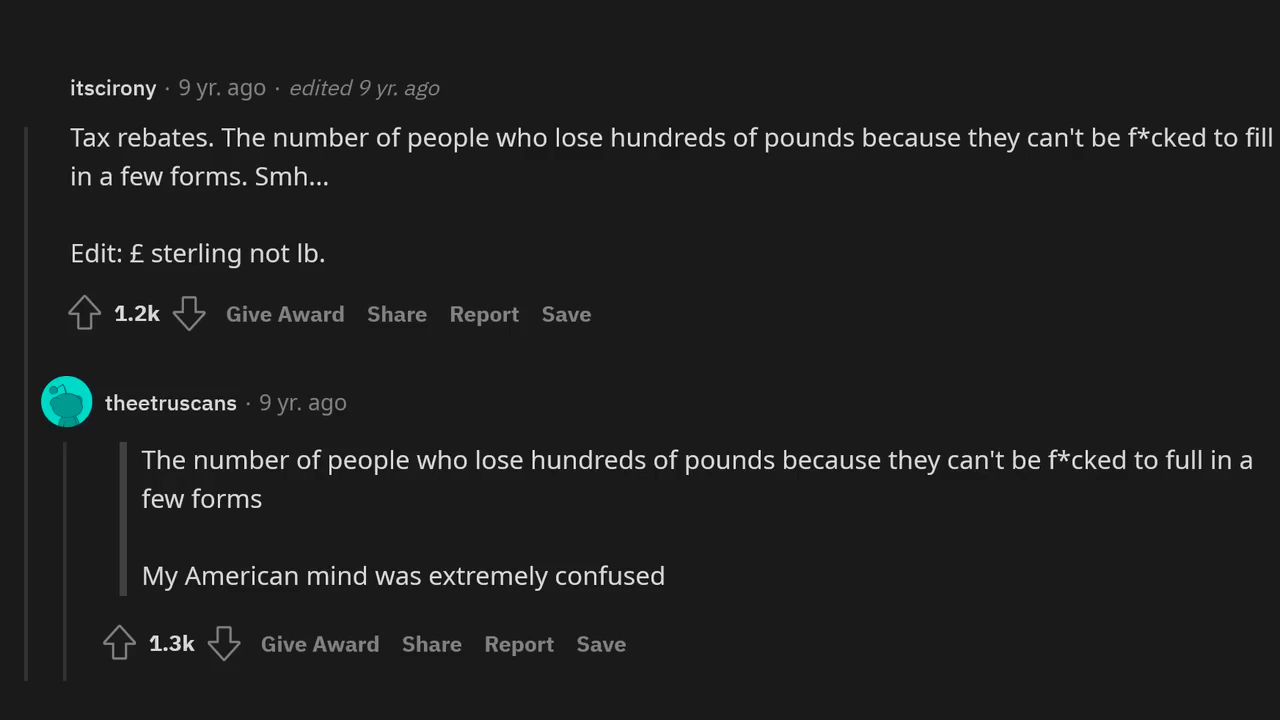 itscirony · 9 yr. ago · edited 9 yr. ago
Tax rebates. The number of people who lose hundreds of pounds because they can't be f*cked to fill
in a few forms. Smh...
Edit: £ sterling not lb.
1.2k Give Award Share Report Save
theetruscans · 9 yr. ago
The number of people who lose hundreds of pounds because they can't be f*cked to full in a
few forms
My American mind was extremely confused
1.3k Give Award Share Report Save